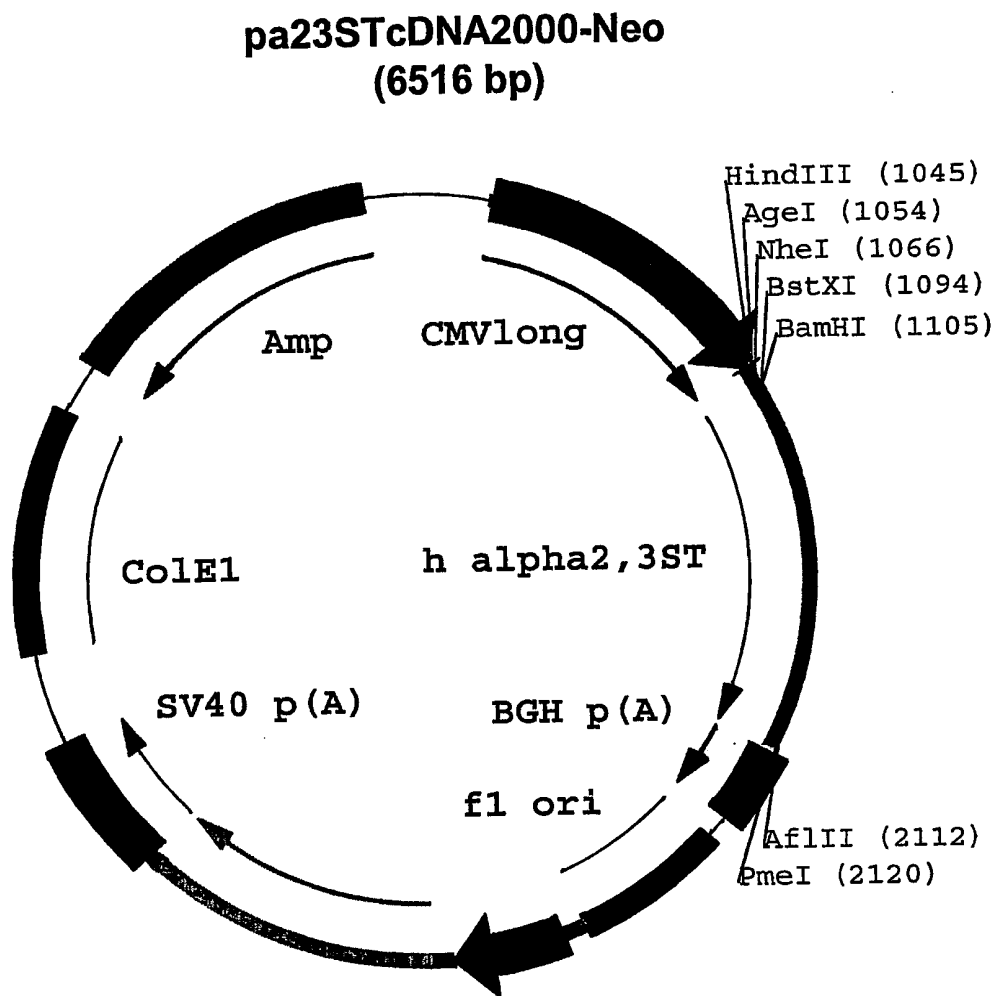 pa23STcDNA2000-Neo
(6516 bp)
HindIII (1045)
AgeI (1054)
NheI (1066)
BstXI (1094)
BamHI (1105)
Amp
CMVlong
ColE1
h alpha2,3ST
SV40 p(A)
BGH p(A)
f1 ori
AflII (2112)
PmeI (2120)